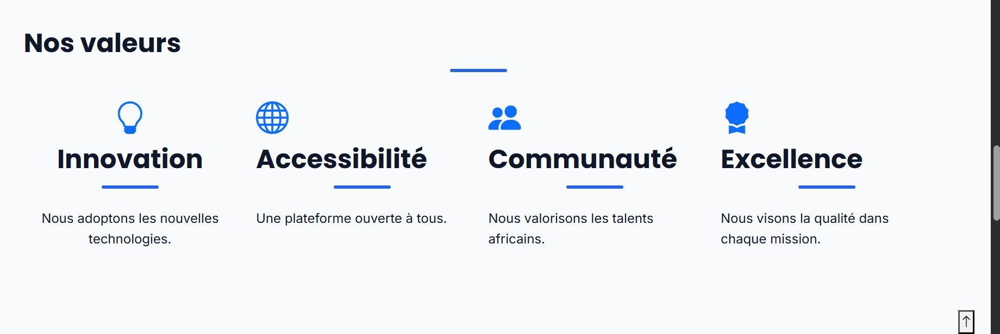 Nos valeurs
Innovation
Accessibilité
Communauté
Excellence
Nous adoptons les nouvelles
technologies.
Une plateforme ouverte à tous.
Nous valorisons les talents
africains.
Nous visons la qualité dans
chaque mission.